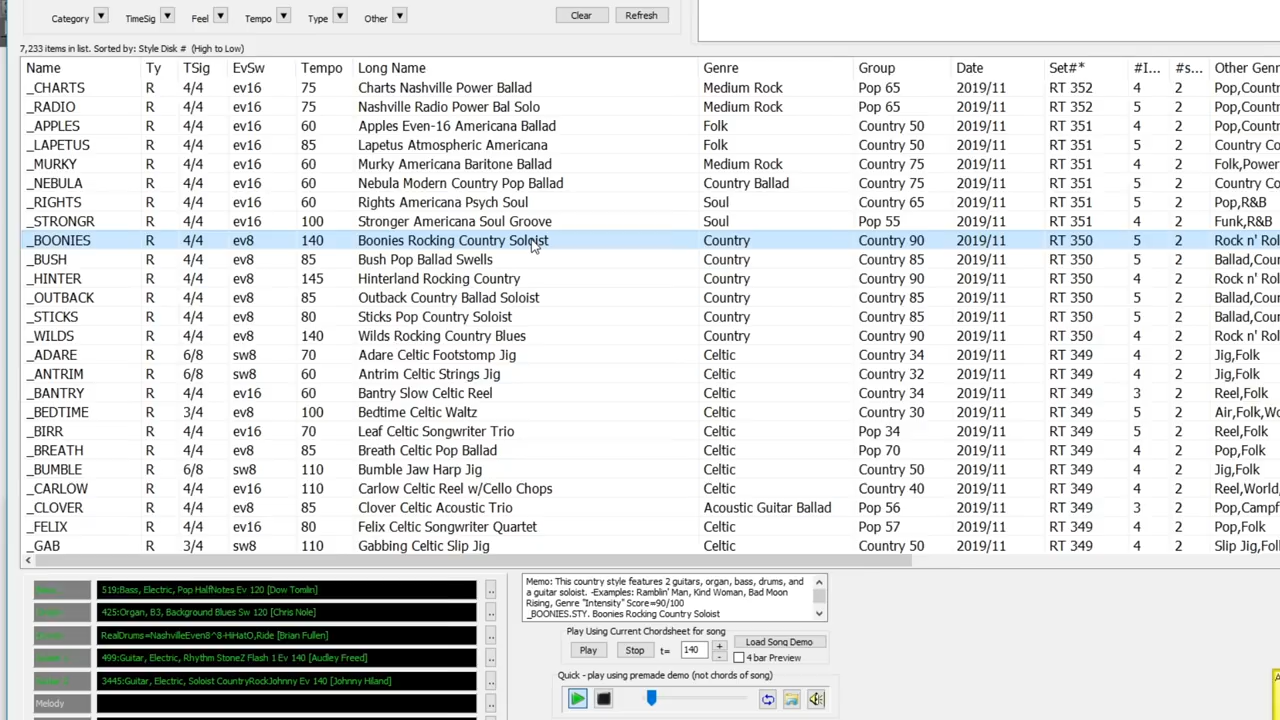 Category TimeSig Feel Tempo Type Other Clear Refresh
7,233 items in list. Sorted by: Style Disk # (High to Low)
Name Ty TSig EvSw Tempo Long Name Genre Group Date Set#* #I... #s... Other Genr
_CHARTS R 4/4 ev16 75 Charts Nashville Power Ballad Medium Rock Pop 65 2019/11 RT 352 4 2 Pop,Country
_RADIO R 4/4 ev16 75 Nashville Radio Power Bal Solo Medium Rock Pop 65 2019/11 RT 352 5 2 Pop,Countr
_APPLES R 4/4 ev16 60 Apples Even-16 Americana Ballad Folk Country 50 2019/11 RT 351 4 2 Pop,Count
_LAPETUS R 4/4 ev16 85 Lapetus Atmospheric Americana Folk Country 50 2019/11 RT 351 5 2 Country Co
_MURKY R 4/4 ev16 60 Murky Americana Baritone Ballad Medium Rock Country 75 2019/11 RT 351 4 2 Folk,Power
_NEBULA R 4/4 ev16 60 Nebula Modern Country Pop Ballad Country Ballad Country 75 2019/11 RT 351 5 2 Country Co
_RIGHTS R 4/4 ev16 60 Rights Americana Psych Soul Soul Country 65 2019/11 RT 351 5 2 Pop,R&B
_STRONGR R 4/4 ev16 100 Stronger Americana Soul Groove Soul Pop 55 2019/11 RT 351 4 2 Funk,R&B
_BOONIES R 4/4 ev8 140 Boonies Rocking Country Soloist Country Country 90 2019/11 RT 350 5 2 Rock n' Rol
_BUSH R 4/4 ev8 85 Bush Pop Ballad Swells Country Country 85 2019/11 RT 350 5 2 Ballad,Cou
_HINTER R 4/4 ev8 145 Hinterland Rocking Country Country Country 90 2019/11 RT 350 4 2 Rock n' Rol
_OUTBACK R 4/4 ev8 85 Outback Country Ballad Soloist Country Country 85 2019/11 RT 350 5 2 Ballad,Cou
_STICKS R 4/4 ev8 80 Sticks Pop Country Soloist Country Country 85 2019/11 RT 350 4 2 Ballad,Cou
_WILDS R 4/4 ev8 140 Wilds Rocking Country Blues Country Country 90 2019/11 RT 350 4 2 Rock n' Rol
_ADARE R 6/8 sw8 70 Adare Celtic Footstomp Jig Celtic Country 34 2019/11 RT 349 4 2 Jig,Folk
_ANTRIM R 6/8 sw8 70 Antrim Celtic Strings Jig Celtic Country 32 2019/11 RT 349 4 2 Jig,Folk
_BANTRY R 4/4 ev16 60 Bantry Slow Celtic Reel Celtic Country 34 2019/11 RT 349 3 2 Reel,Folk
_BEDTIME R 3/4 ev8 100 Bedtime Celtic Waltz Celtic Country 30 2019/11 RT 349 5 2 Air,Folk,Wo
_BIRR R 4/4 ev16 70 Leaf Celtic Songwriter Trio Celtic Pop 34 2019/11 RT 349 5 2 Reel,Folk
_BREATH R 4/4 ev8 85 Breath Celtic Pop Ballad Celtic Pop 70 2019/11 RT 349 4 2 Pop,Folk
_BUMBLE R 6/8 sw8 110 Bumble Jaw Harp Jig Celtic Country 50 2019/11 RT 349 4 2 Jig,Folk
_CARLOW R 4/4 ev16 110 Carlow Celtic Reel w/Cello Chops Celtic Country 40 2019/11 RT 349 4 2 Reel,World,
_CLOVER R 4/4 ev8 85 Clover Celtic Acoustic Trio Acoustic Guitar Ballad Pop 56 2019/11 RT 349 3 2 Pop,Campf
_FELIX R 4/4 ev16 80 Felix Celtic Songwriter Quartet Celtic Pop 57 2019/11 RT 349 4 2 Pop,Folk
_GAB R 3/4 sw8 110 Gabbing Celtic Slip Jig Celtic Country 50 2019/11 RT 349 4 2 Slip Jig,Fol
519:Bass, Electric, Pop HalfNotes Ev 120 [Dow Tomlin]
425:Organ, B3, Background Blues Sw 120 [Chris Nole]
RealDrums=NashvilleEven8^8-HiHatO,Ride [Brian Fullen]
499:Guitar, Electric, Rhythm StoneZ Flash 1 Ev 140 [Audley Freed]
3445:Guitar, Electric, Soloist CountryRockJohnny Ev 140 [Johnny Hiland]
Melody
Memo: This country style features 2 guitars, organ, bass, drums, and
a guitar soloist. -Examples: Ramblin' Man, Kind Woman, Bad Moon
Rising, Genre "Intensity" Score=90/100
_BOONIES.STY. Boonies Rocking Country Soloist
Play Using Current Chordsheet for song
Play Stop t= 140 + - Load Song Demo
4 bar Preview
Quick - play using premade demo (not chords of song)